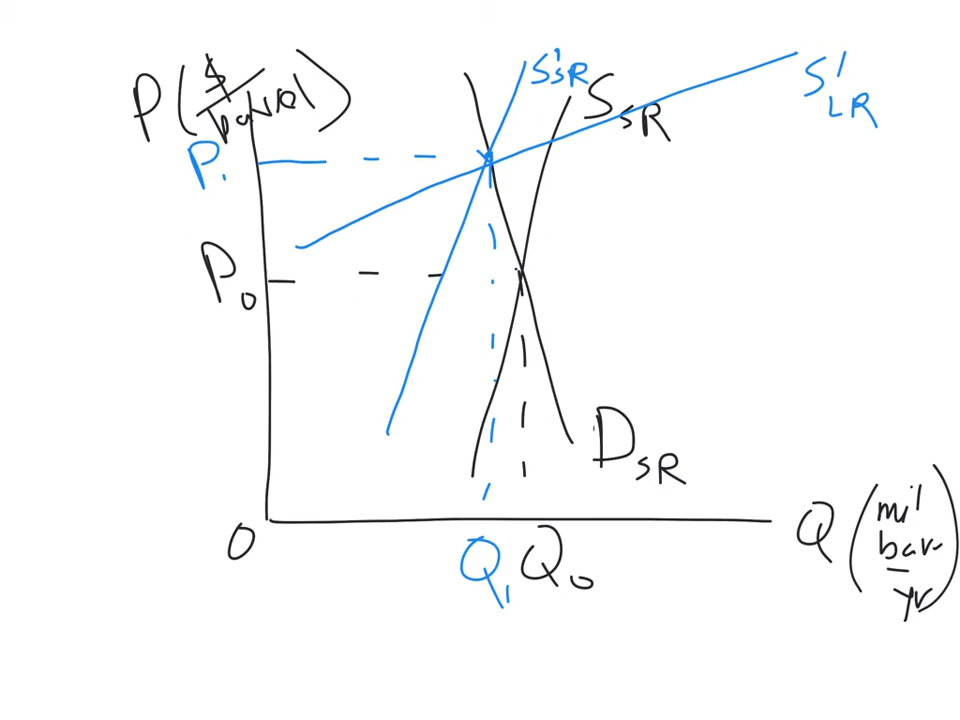 P ($/barrel)
S'SR
SSR
S'LR
P1
P0
DSR
0
Q1 Q0
Q (mil bar/yr)